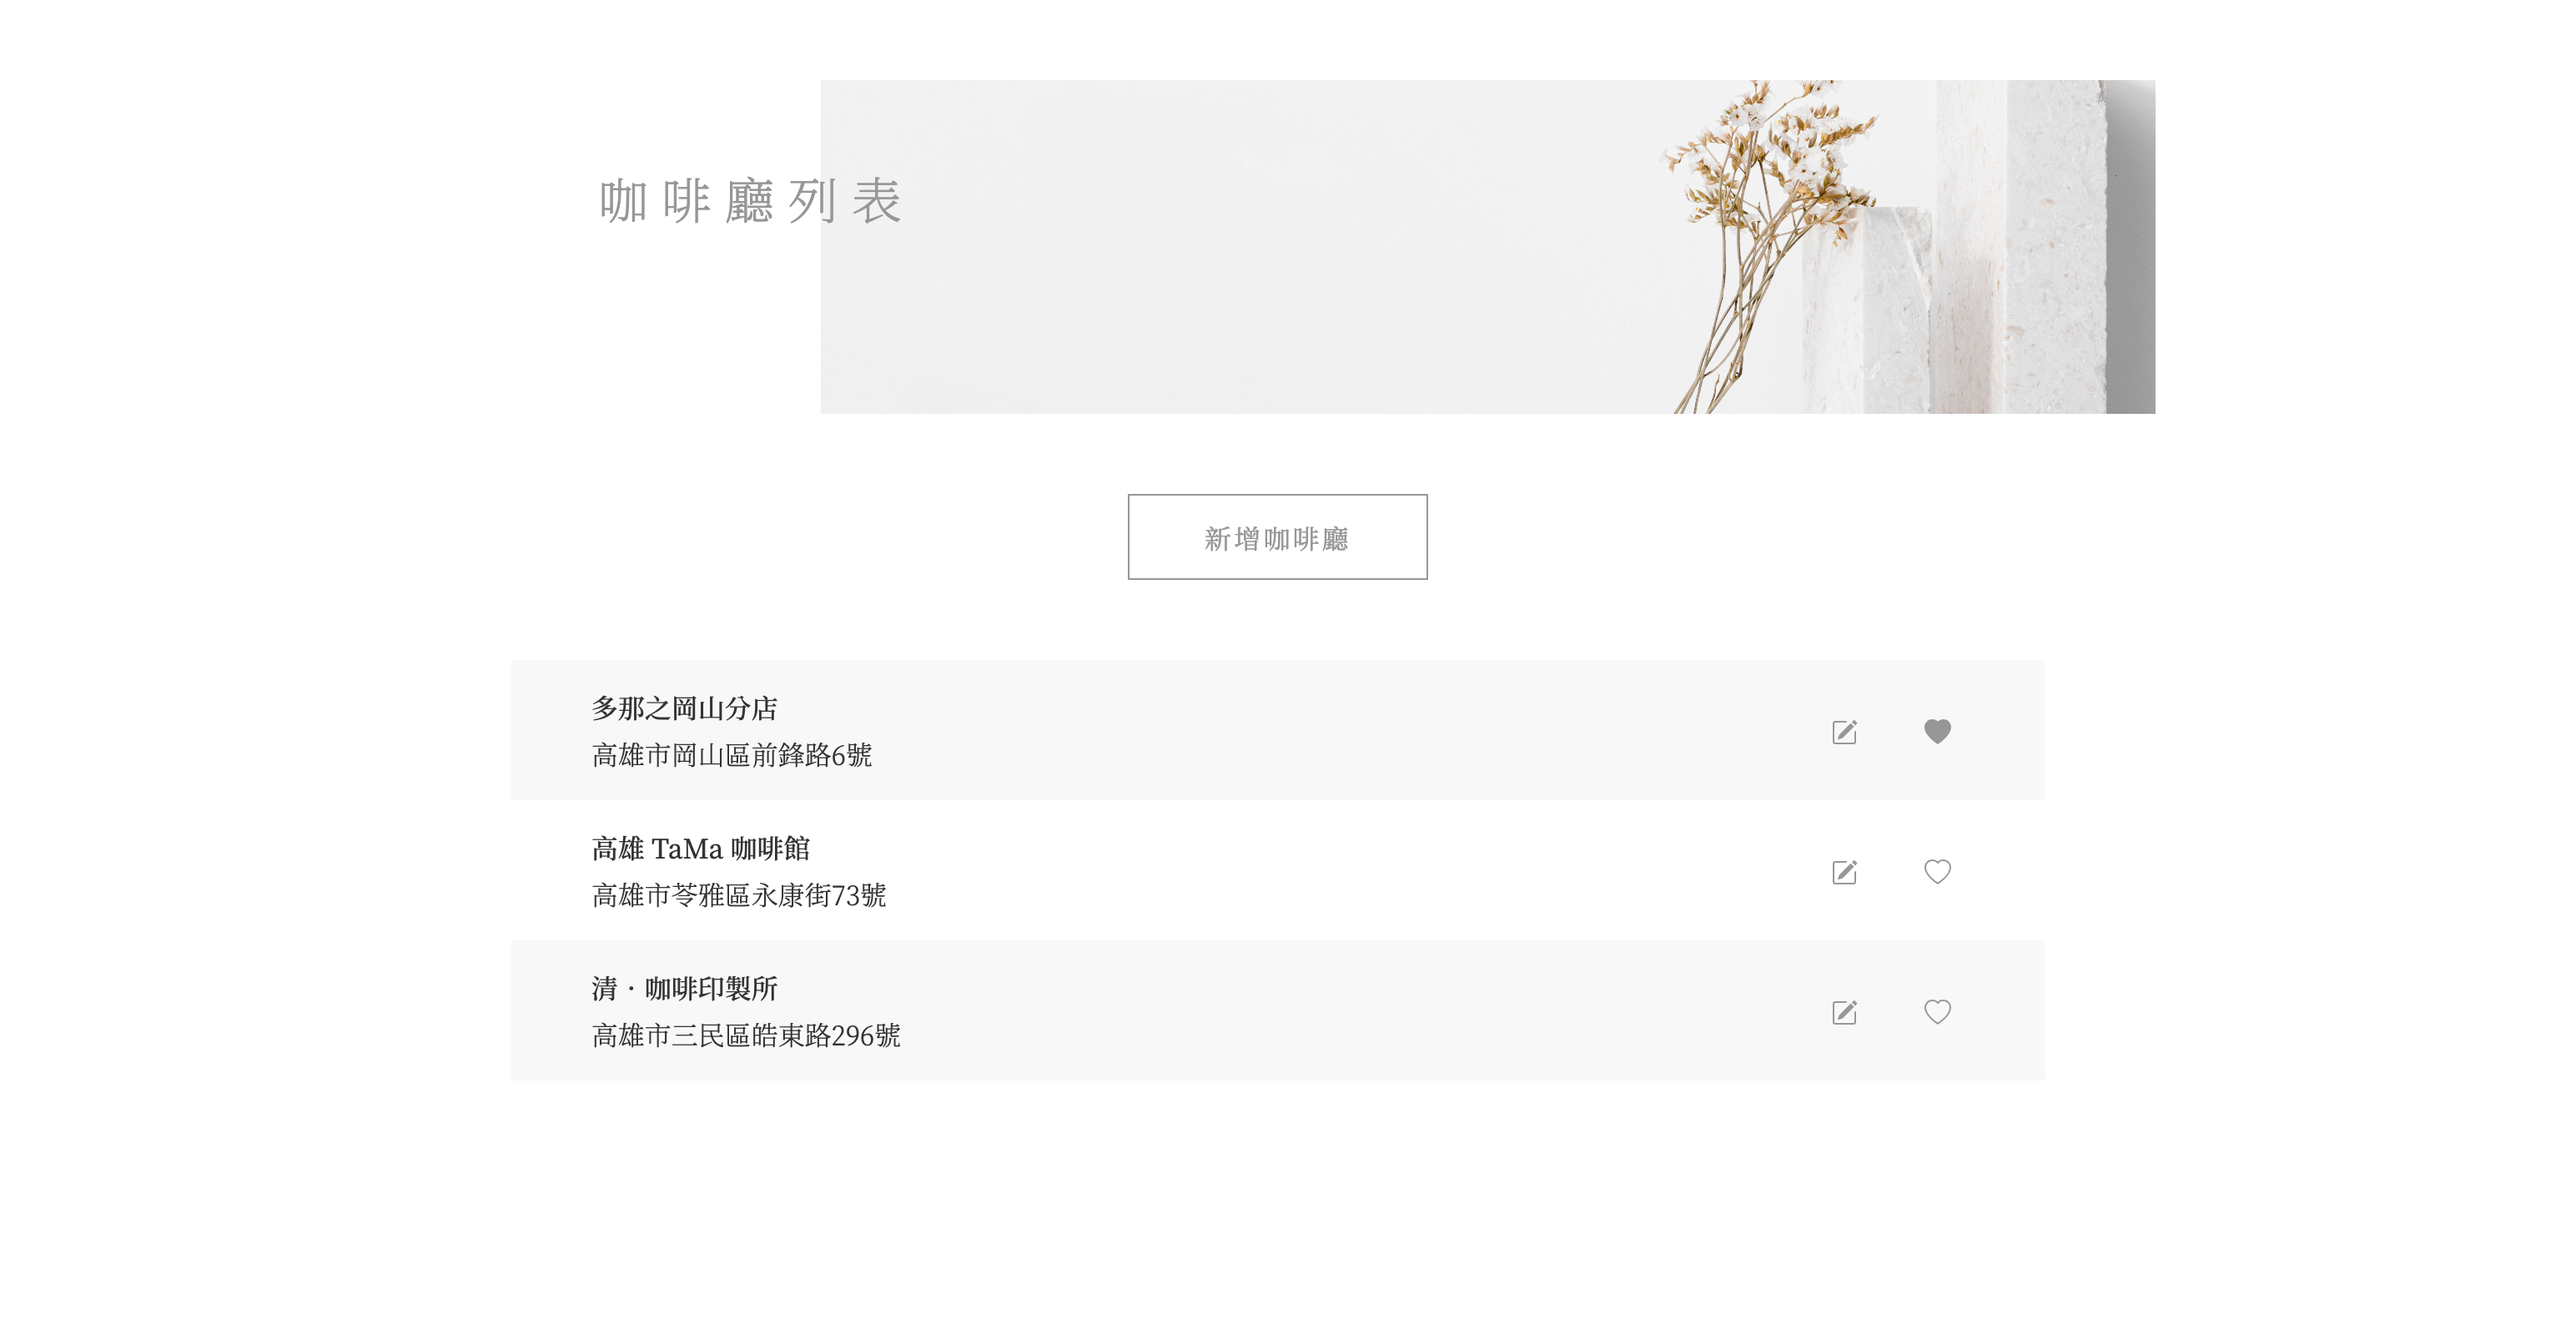 咖啡廳列表
新增咖啡廳
多那之岡山分店
高雄市岡山區前鋒路6號
高雄 TaMa 咖啡館
高雄市苓雅區永康街73號
清．咖啡印製所
高雄市三民區皓東路296號